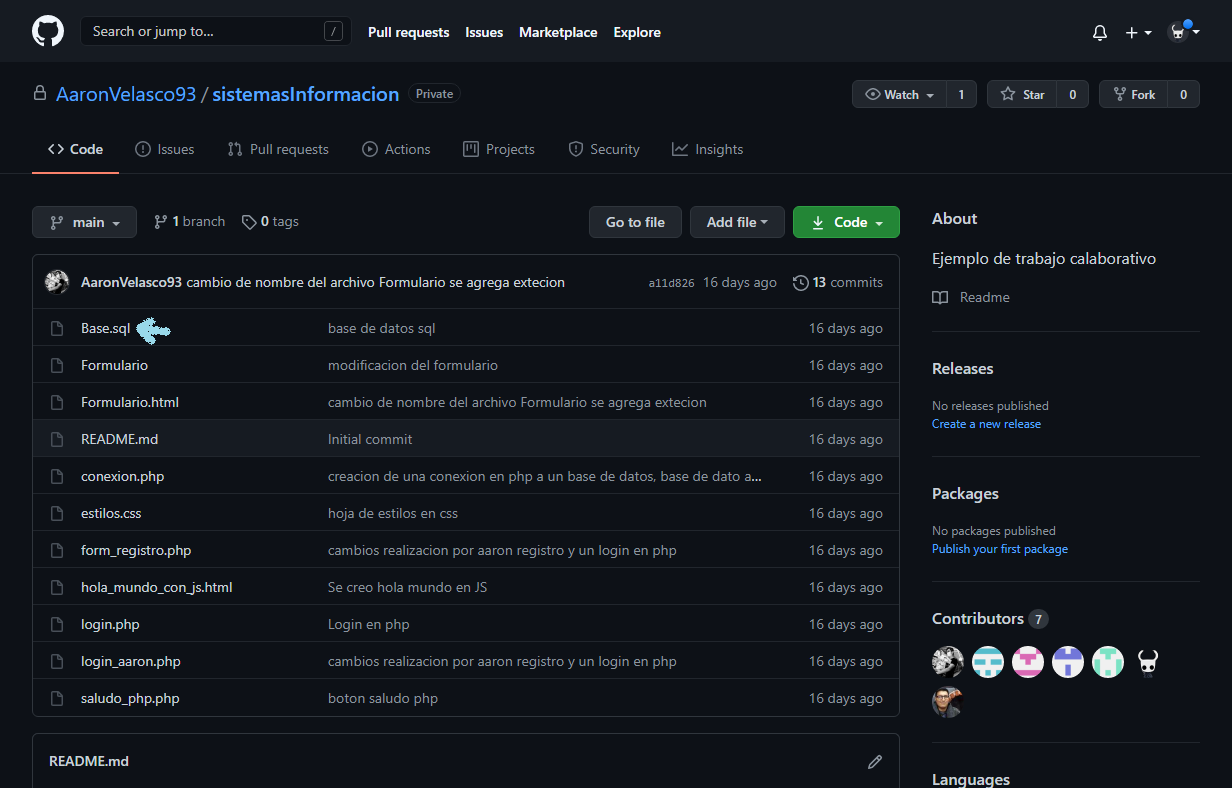 Search or jump to... /
Pull requests Issues Marketplace Explore
AaronVelasco93 / sistemasInformacion Private
Watch 1 Star 0 Fork 0
Code Issues Pull requests Actions Projects Security Insights
main 1 branch 0 tags Go to file Add file Code
AaronVelasco93 cambio de nombre del archivo Formulario se agrega extecion a11d826 16 days ago 13 commits
Base.sql base de datos sql 16 days ago
Formulario modificacion del formulario 16 days ago
Formulario.html cambio de nombre del archivo Formulario se agrega extecion 16 days ago
README.md Initial commit 16 days ago
conexion.php creacion de una conexion en php a un base de datos, base de dato a... 16 days ago
estilos.css hoja de estilos en css 16 days ago
form_registro.php cambios realizacion por aaron registro y un login en php 16 days ago
hola_mundo_con_js.html Se creo hola mundo en JS 16 days ago
login.php Login en php 16 days ago
login_aaron.php cambios realizacion por aaron registro y un login en php 16 days ago
saludo_php.php boton saludo php 16 days ago
README.md
About
Ejemplo de trabajo calaborativo
Readme
Releases
No releases published
Create a new release
Packages
No packages published
Publish your first package
Contributors 7
Languages